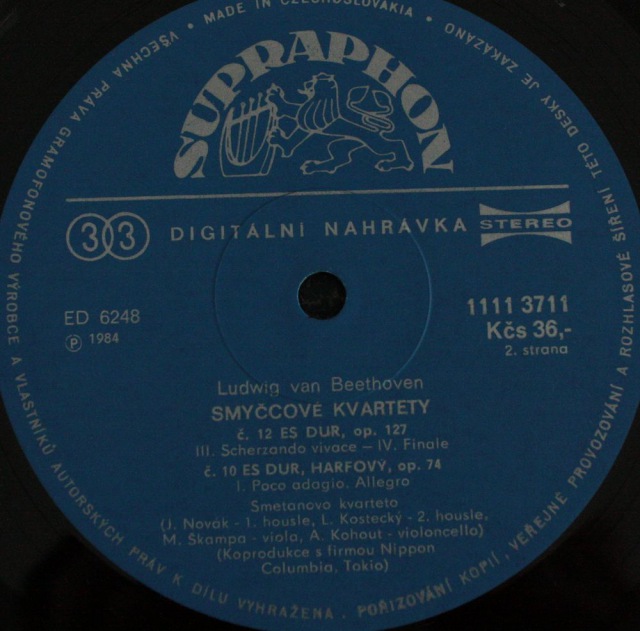 MADE IN CZECHOSLOVAKIA
SUPRAPHON
33
DIGITÁLNÍ NAHRÁVKA
STEREO
ED 6248
1111 3711
Ⓟ 1984
Kčs 36,-
2. strana
Ludwig van Beethoven
SMYČCOVÉ KVARTETY
č. 12 ES DUR, op. 127
III. Scherzando vivace – IV. Finale
č. 10 ES DUR, HARFOVÝ, op. 74
I. Poco adagio. Allegro
Smetanovo kvarteto
(J. Novák - 1. housle, L. Kostecký - 2. housle,
M. Škampa - viola, A. Kohout - violoncello)
(Koprodukce s firmou Nippon
Columbia, Tokio)
VŠECHNA PRÁVA GRAMOFONOVÉHO VÝROBCE A VLASTNÍKŮ AUTORSKÝCH PRÁV K DÍLU VYHRAŽENA . POŘIZOVÁNÍ KOPIÍ, VEŘEJNÉ PROVOZOVÁNÍ A ROZHLASOVÉ ŠÍŘENÍ TÉTO DESKY JE ZAKÁZÁNO